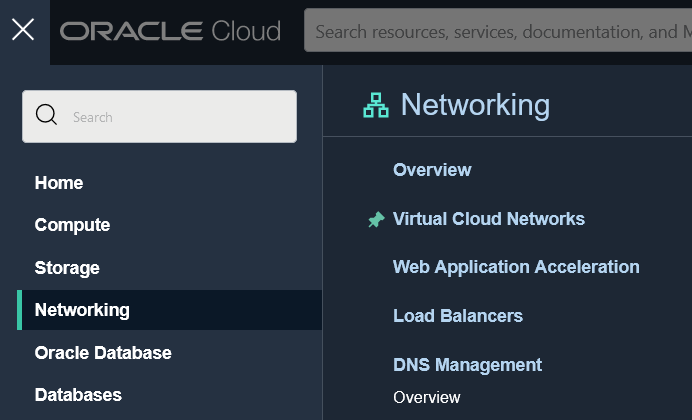 ORACLE Cloud
Search resources, services, documentation, and M
Search
Home
Compute
Storage
Networking
Oracle Database
Databases
Networking
Overview
Virtual Cloud Networks
Web Application Acceleration
Load Balancers
DNS Management
Overview